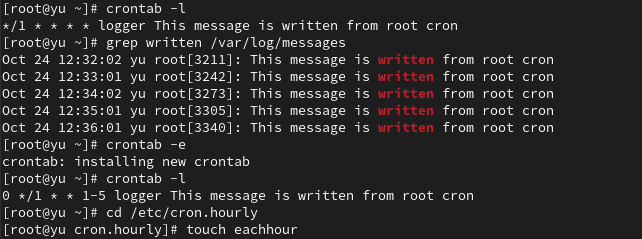 [root@yu ~]# crontab -l
*/1 * * * * logger This message is written from root cron
[root@yu ~]# grep written /var/log/messages
Oct 24 12:32:02 yu root[3211]: This message is written from root cron
Oct 24 12:33:01 yu root[3242]: This message is written from root cron
Oct 24 12:34:02 yu root[3273]: This message is written from root cron
Oct 24 12:35:01 yu root[3305]: This message is written from root cron
Oct 24 12:36:01 yu root[3340]: This message is written from root cron
[root@yu ~]# crontab -e
crontab: installing new crontab
[root@yu ~]# crontab -l
0 */1 * * 1-5 logger This message is written from root cron
[root@yu ~]# cd /etc/cron.hourly
[root@yu cron.hourly]# touch eachhour